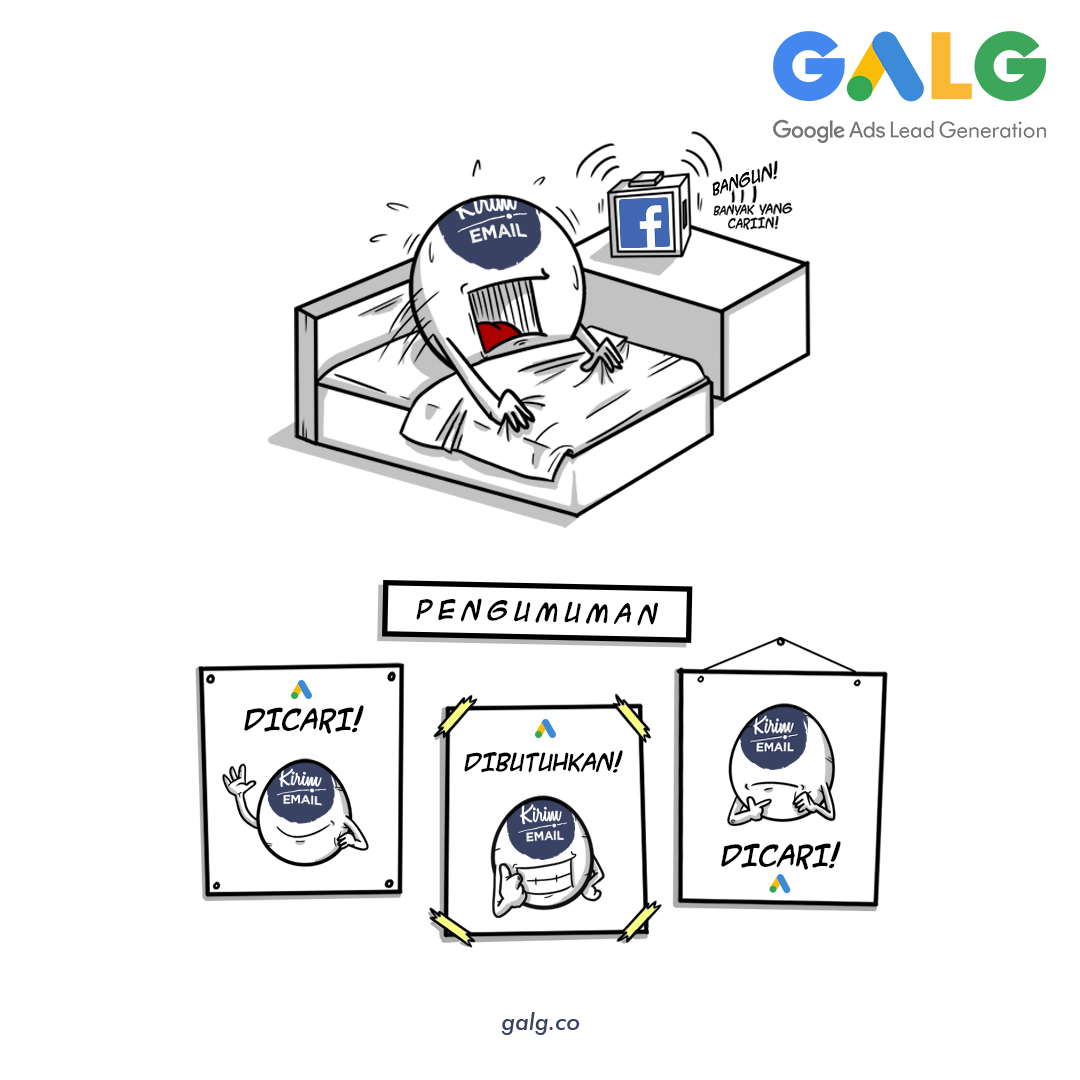 GALG
Google Ads Lead Generation
BANGUN!
BANYAK YANG
CARIIN!
f
Kirim
EMAIL
PENGUMUMAN
DICARI!
Kirim
EMAIL
DIBUTUHKAN!
Kirim
EMAIL
Kirim
EMAIL
DICARI!
galg.co